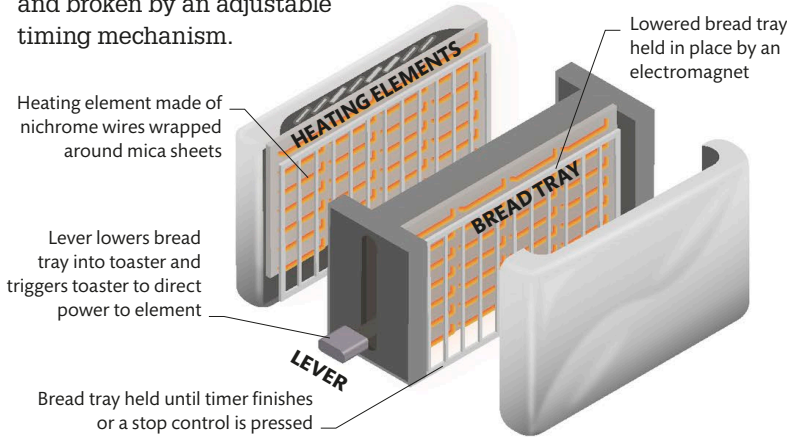 and broken by an adjustable
timing mechanism.
Lowered bread tray
held in place by an
electromagnet
HEATING ELEMENTS
Heating element made of
nichrome wires wrapped
around mica sheets
BREAD TRAY
Lever lowers bread
tray into toaster and
triggers toaster to direct
power to element
LEVER
Bread tray held until timer finishes
or a stop control is pressed